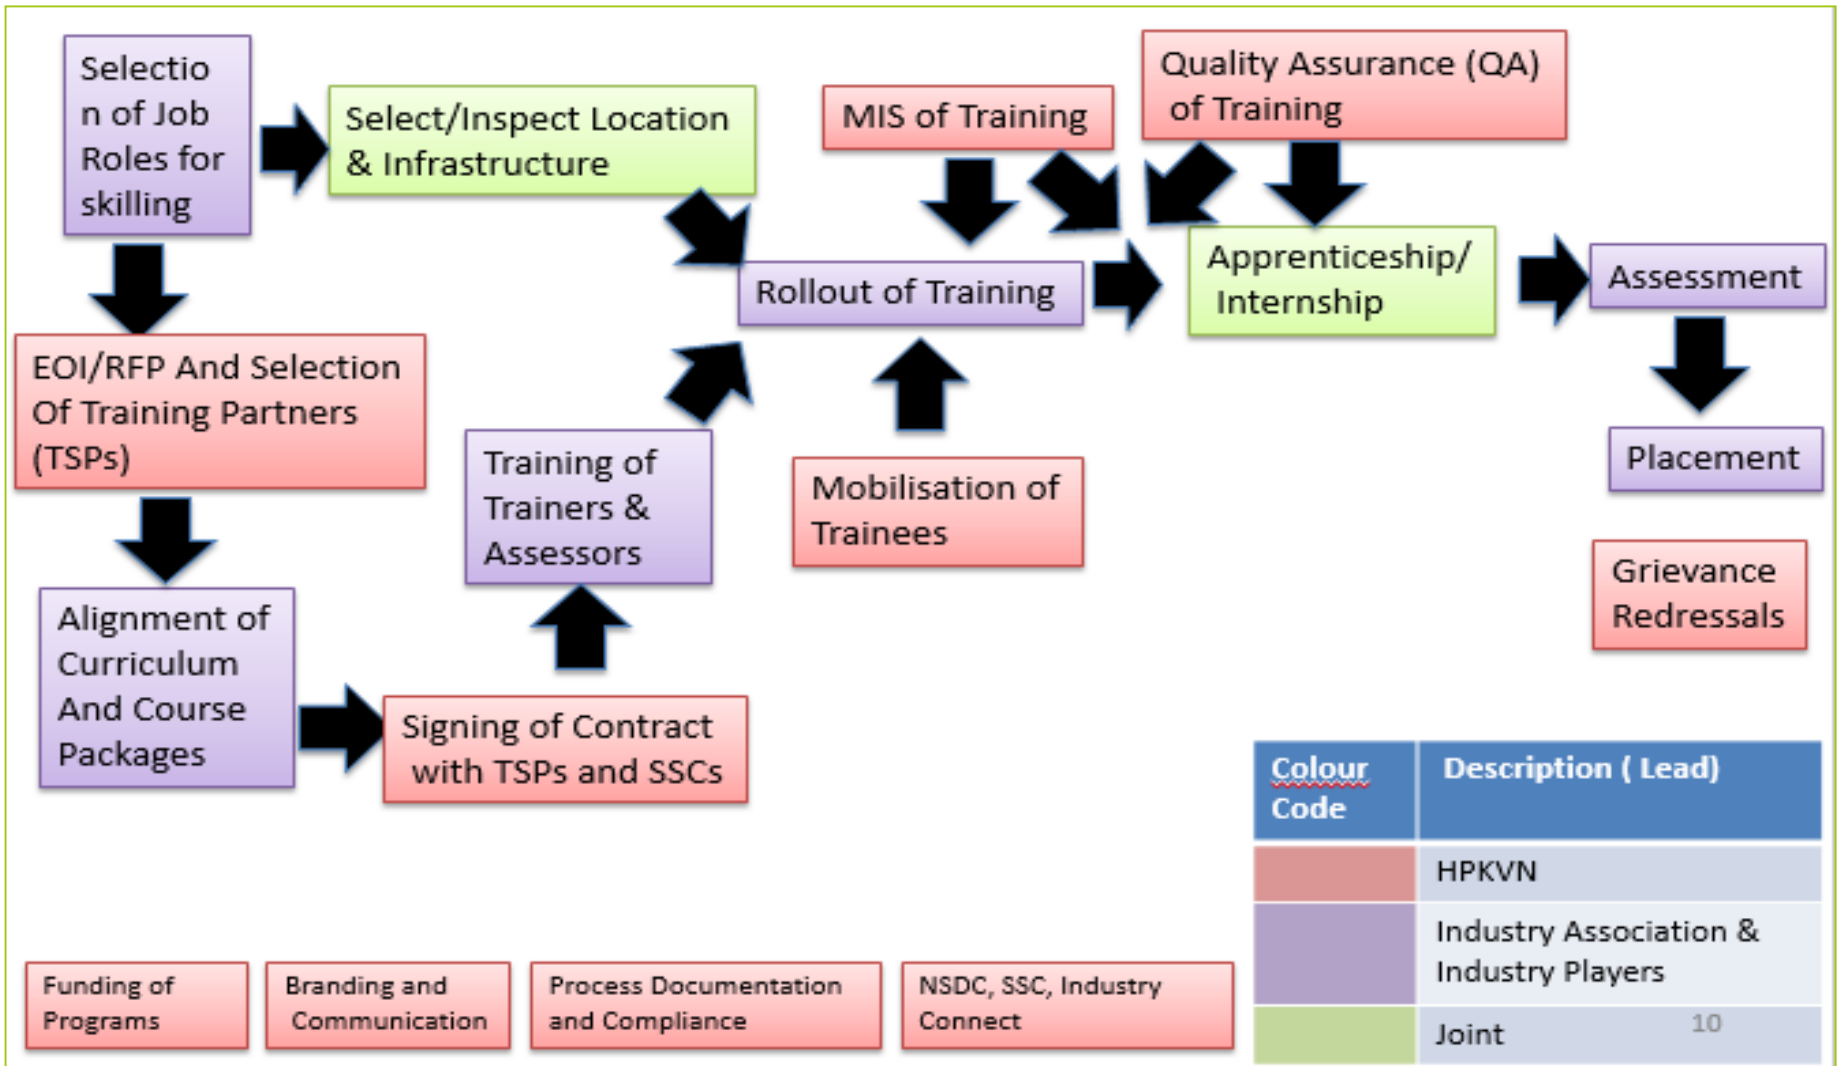 Selectio
n of Job
Roles for
skilling
Select/Inspect Location
& Infrastructure
MIS of Training
Quality Assurance (QA)
of Training
Rollout of Training
Apprenticeship/
Internship
Assessment
EOI/RFP And Selection
Of Training Partners
(TSPs)
Training of
Trainers &
Assessors
Mobilisation of
Trainees
Placement
Grievance
Redressals
Alignment of
Curriculum
And Course
Packages
Signing of Contract
with TSPs and SSCs
Colour
Code
Description ( Lead)
HPKVN
Industry Association &
Industry Players
Joint
10
Funding of
Programs
Branding and
Communication
Process Documentation
and Compliance
NSDC, SSC, Industry
Connect